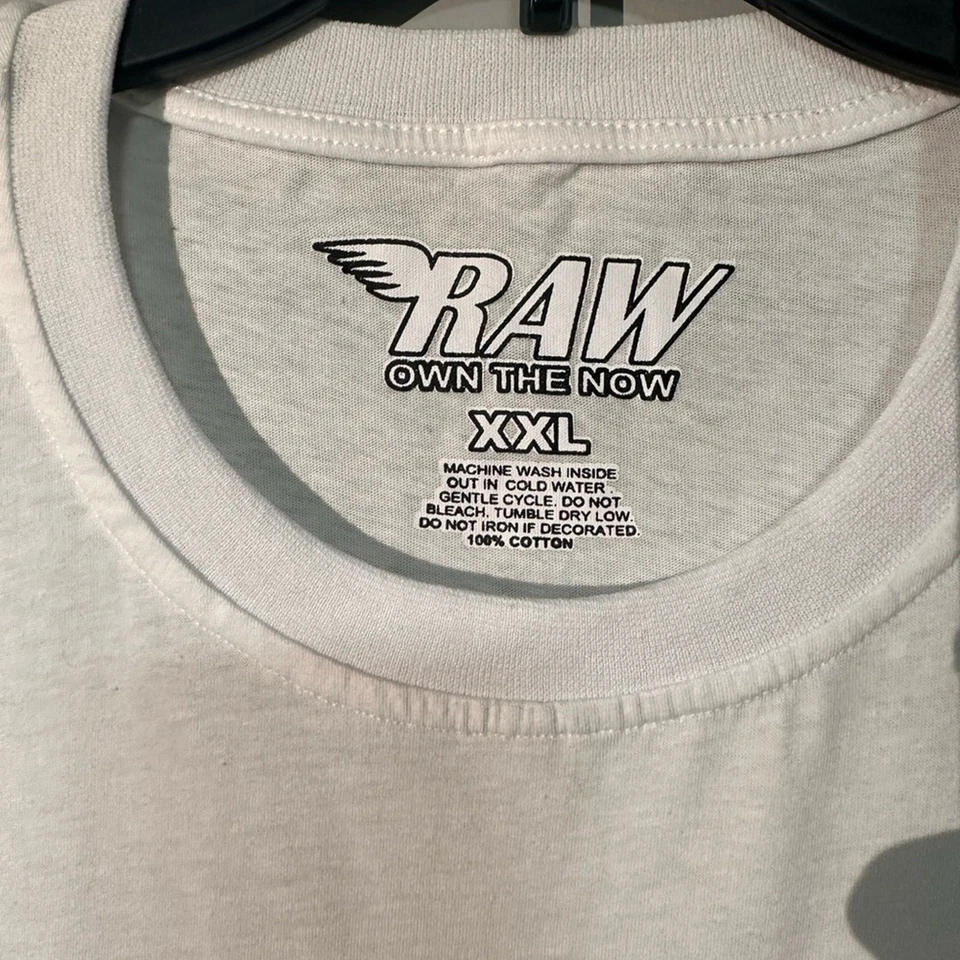 RAW
OWN THE NOW
XXL
MACHINE WASH INSIDE
OUT IN COLD WATER.
GENTLE CYCLE. DO NOT
BLEACH. TUMBLE DRY LOW.
DO NOT IRON IF DECORATED.
100% COTTON